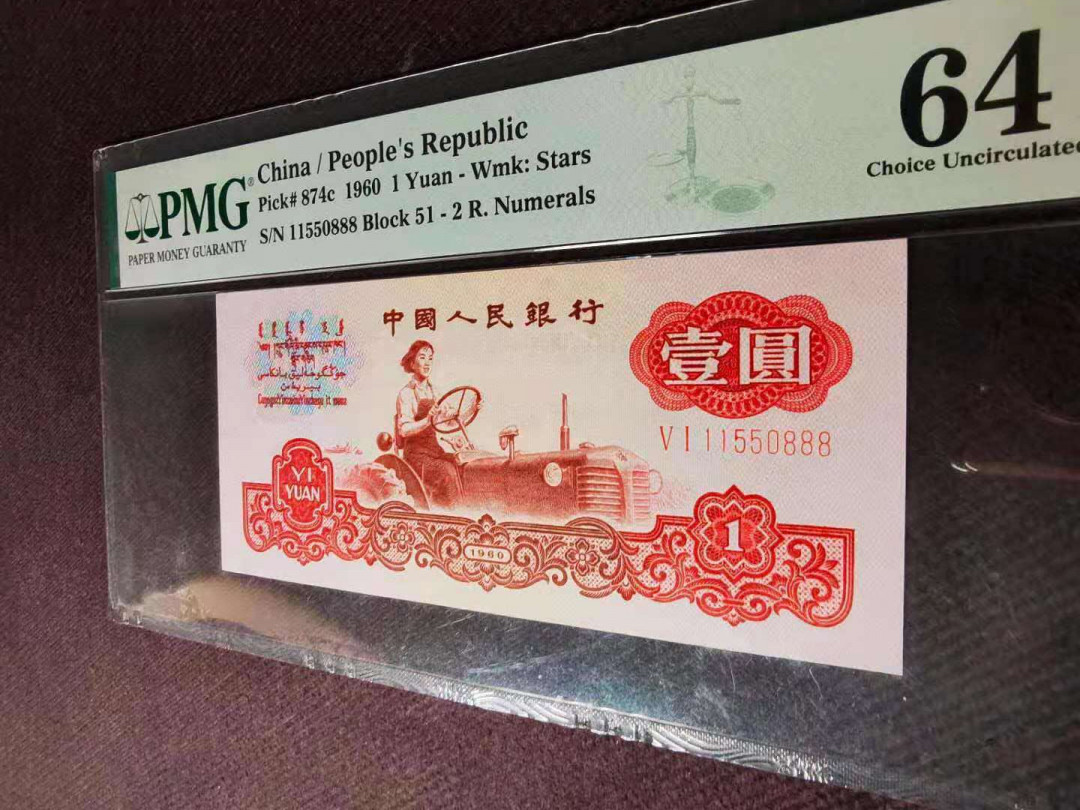 PMG®
PAPER MONEY GUARANTY
China / People's Republic
Pick# 874c 1960 1 Yuan - Wmk: Stars
S/N 11550888 Block 51 - 2 R. Numerals
64
Choice Uncirculated
中國人民銀行
壹圓
V I 11550888
YI
YUAN
1960
1